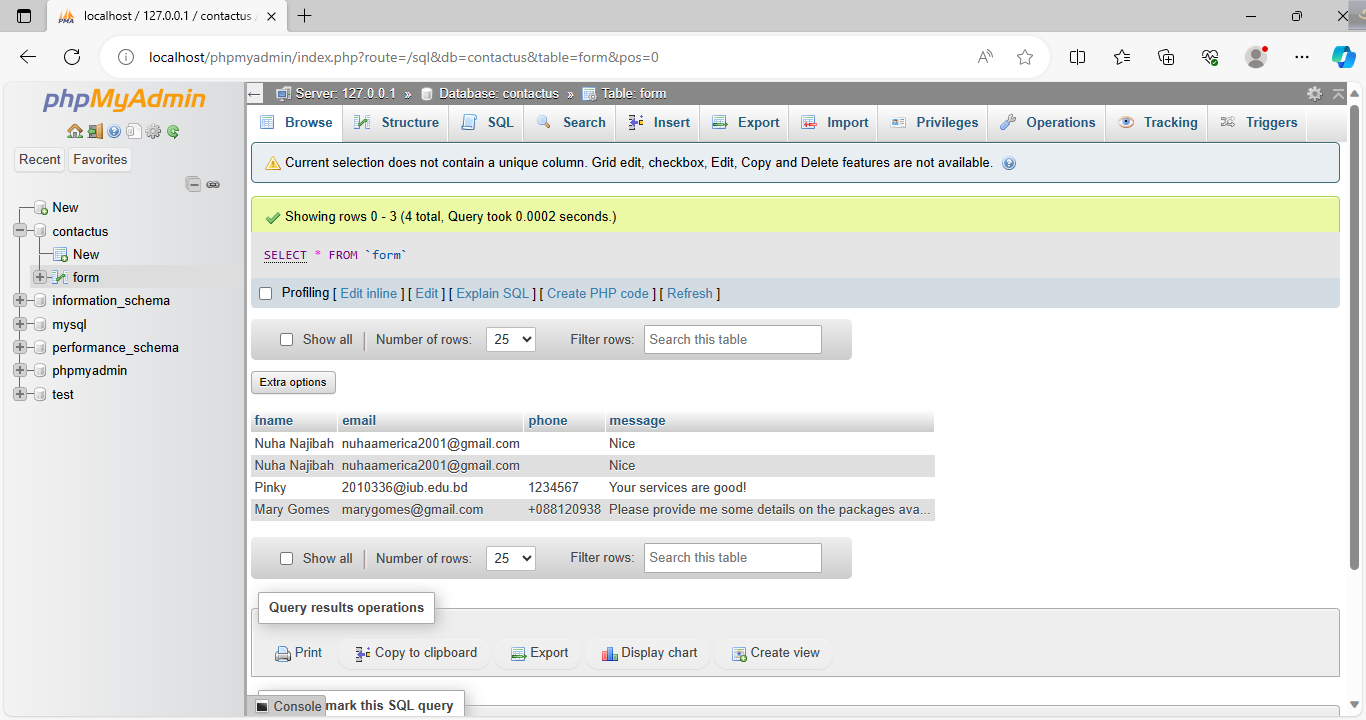 localhost / 127.0.0.1 / contactus
localhost/phpmyadmin/index.php?route=/sql&db=contactus&table=form&pos=0
phpMyAdmin
Recent Favorites
New
contactus
New
form
information_schema
mysql
performance_schema
phpmyadmin
test
Server: 127.0.0.1 » Database: contactus » Table: form
Browse Structure SQL Search Insert Export Import Privileges Operations Tracking Triggers
Current selection does not contain a unique column. Grid edit, checkbox, Edit, Copy and Delete features are not available.
Showing rows 0 - 3 (4 total, Query took 0.0002 seconds.)
SELECT * FROM `form`
Profiling [ Edit inline ] [ Edit ] [ Explain SQL ] [ Create PHP code ] [ Refresh ]
Show all Number of rows: 25 Filter rows: Search this table
Extra options
fname email phone message
Nuha Najibah nuhaamerica2001@gmail.com Nice
Nuha Najibah nuhaamerica2001@gmail.com Nice
Pinky 2010336@iub.edu.bd 1234567 Your services are good!
Mary Gomes marygomes@gmail.com +088120938 Please provide me some details on the packages ava...
Show all Number of rows: 25 Filter rows: Search this table
Query results operations
Print Copy to clipboard Export Display chart Create view
Console mark this SQL query